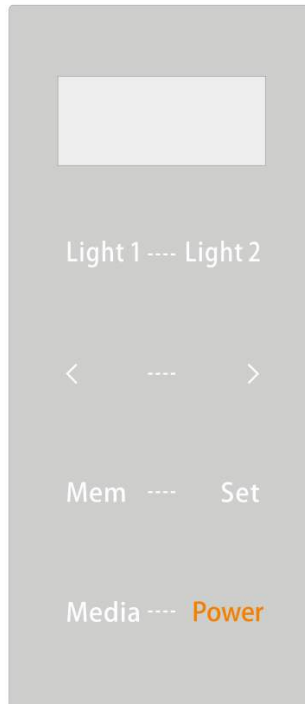 Light 1 ---- Light 2
< ---- >
Mem ---- Set
Media ---- Power